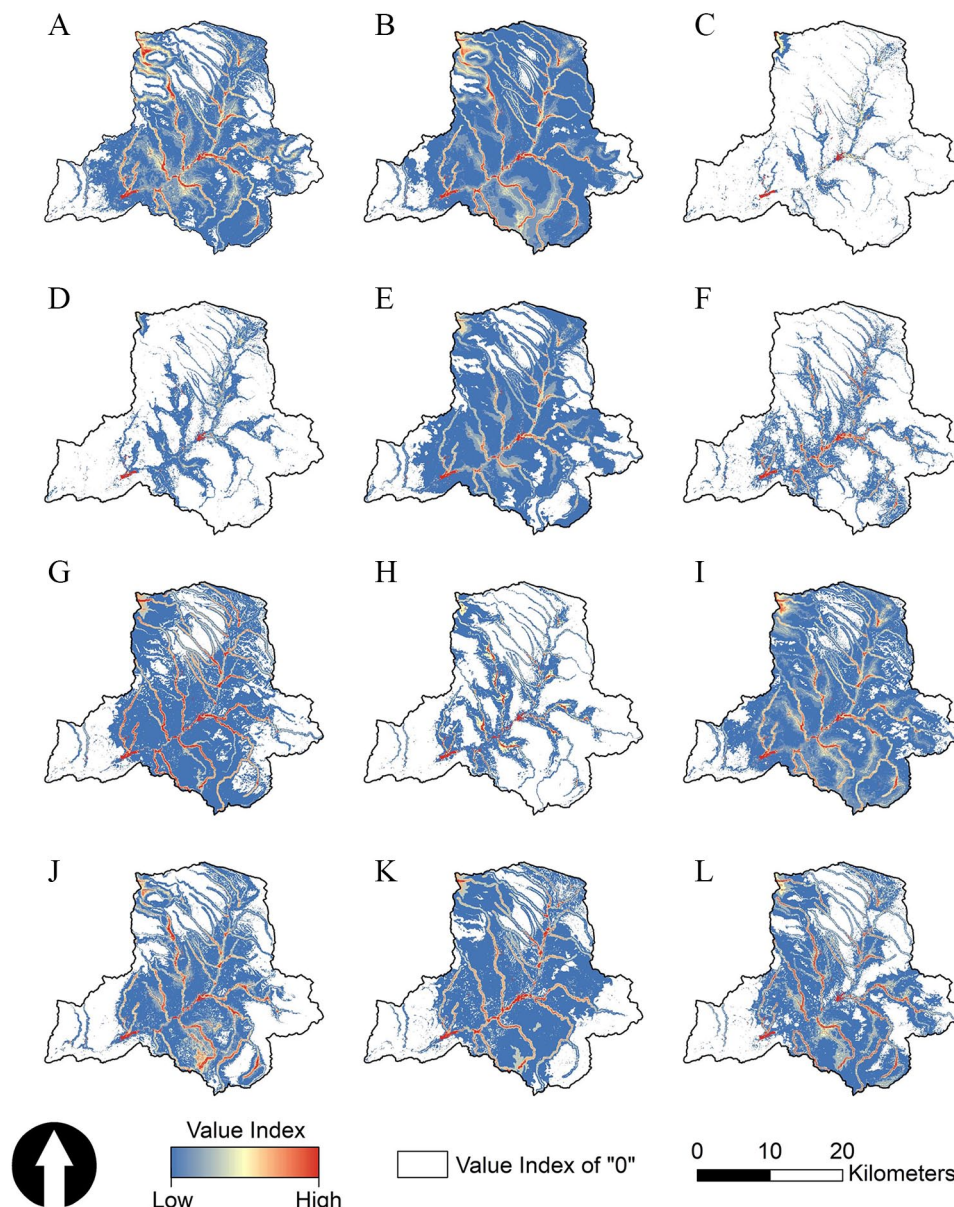 A B C
D E F
G H I
J K L
Value Index
Low High
Value Index of "0"
0 10 20
Kilometers